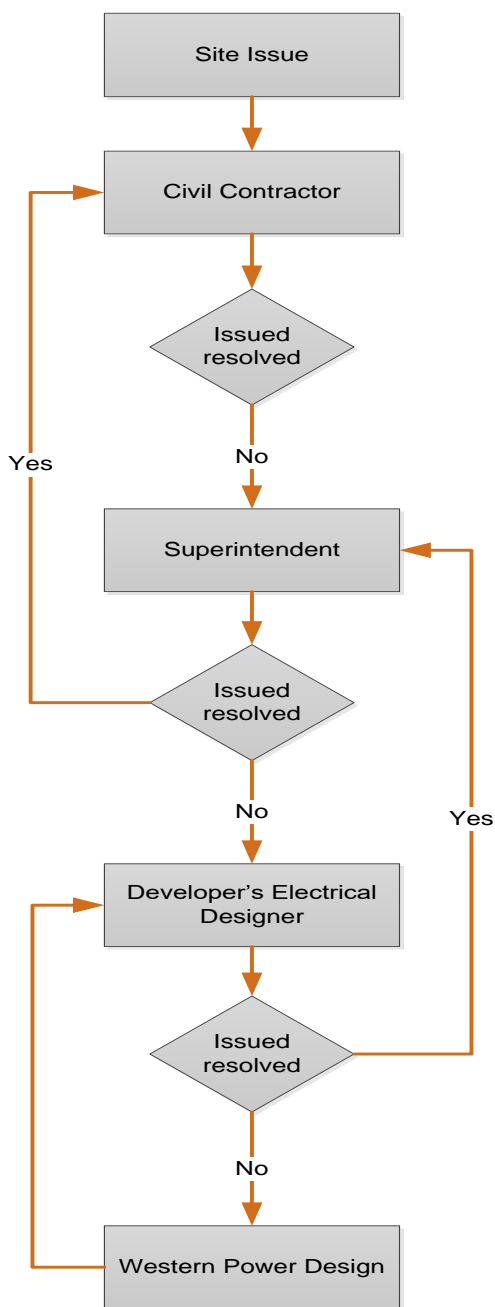 Site Issue
Civil Contractor
Issued
resolved
No
Yes
Superintendent
Issued
resolved
No
Yes
Developer’s Electrical
Designer
Issued
resolved
No
Western Power Design